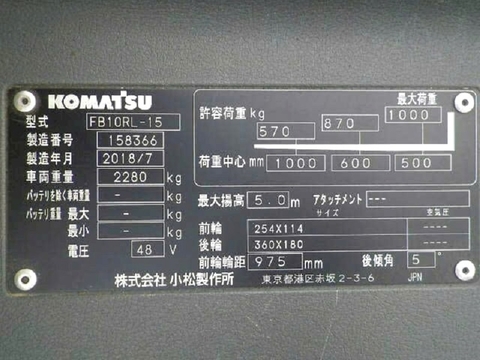 KOMATSU
型式 FB10RL-15
製造番号 158366
製造年月 2018/7
車両重量 2280 kg
バッテリを除く車両重量 - kg
バッテリ重量 最大 - kg
最小 - kg
電圧 48 V
許容荷重 kg 570 870 最大荷重 1000
荷重中心 mm 1000 600 500
最大揚高 5.0 m アタッチメント ---
サイズ 空気圧
前輪 254X114 ----
後輪 360X180 ----
前輪輪距 975 mm 後傾角 5°
株式会社 小松製作所 東京都港区赤坂2-3-6 JPN